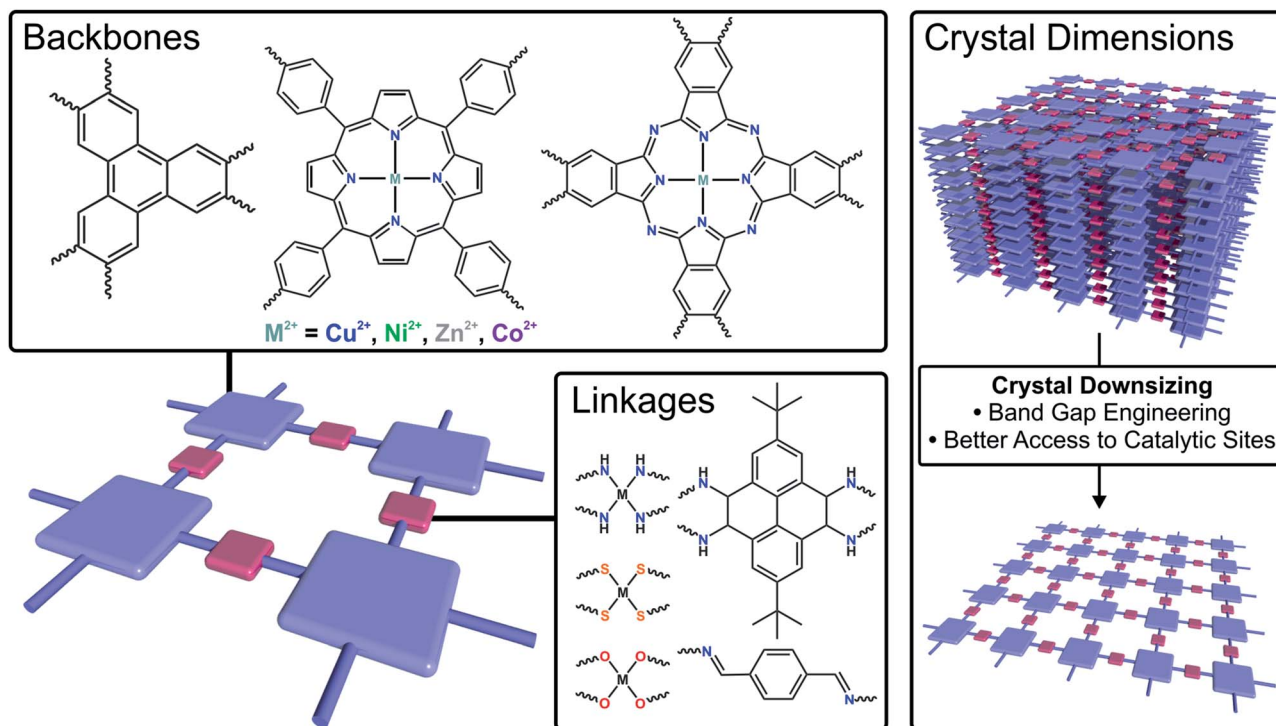 Backbones
N
N
M
N
N
N
N
N
N
M
N
N
N
N
M²⁺ = Cu²⁺, Ni²⁺, Zn²⁺, Co²⁺
Crystal Dimensions
Crystal Downsizing
• Band Gap Engineering
• Better Access to Catalytic Sites
Linkages
H H
N N
M
N N
H H
S S
M
S S
O O
M
O O
H H
N N
N N
H H
N
N